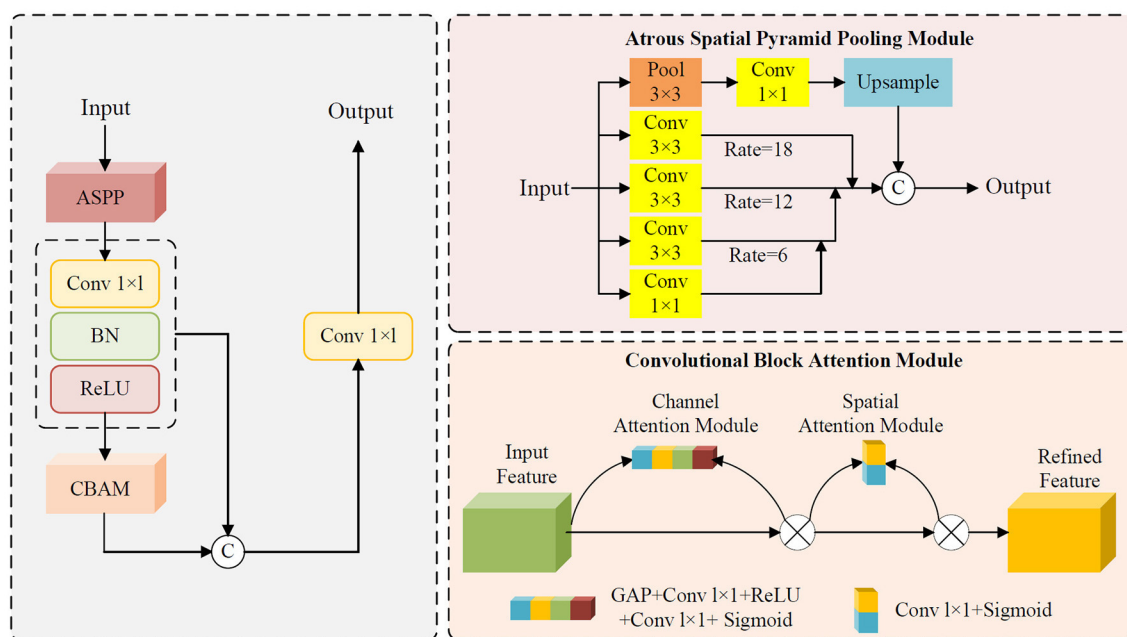 Input
Output
ASPP
Conv 1×1
BN
ReLU
CBAM
C
Conv 1×1
Atrous Spatial Pyramid Pooling Module
Pool
3×3
Conv
1×1
Upsample
Conv
3×3
Rate=18
Input
Conv
3×3
Rate=12
C
Output
Conv
3×3
Rate=6
Conv
1×1
Convolutional Block Attention Module
Channel
Attention Module
Spatial
Attention Module
Input
Feature
Refined
Feature
GAP+Conv 1×1+ReLU
+Conv 1×1+ Sigmoid
Conv 1×1+Sigmoid